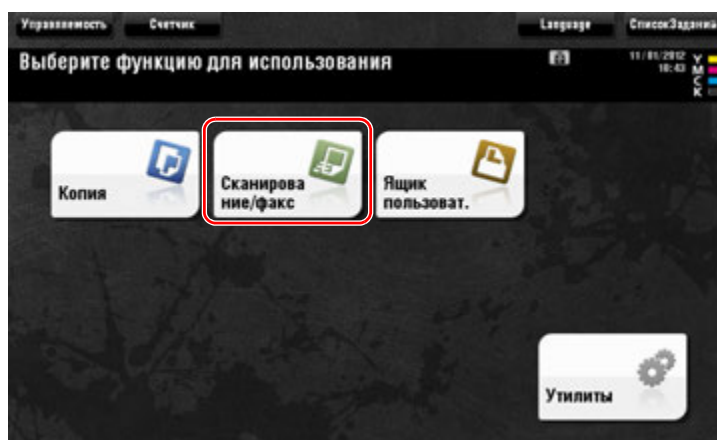 Управляемость
Счетчик
Language
СписокЗаданий
Выберите функцию для использования
11/01/2012
10:43
Y
M
C
K
Копия
Сканирова
ние/факс
Ящик
пользоват.
Утилиты